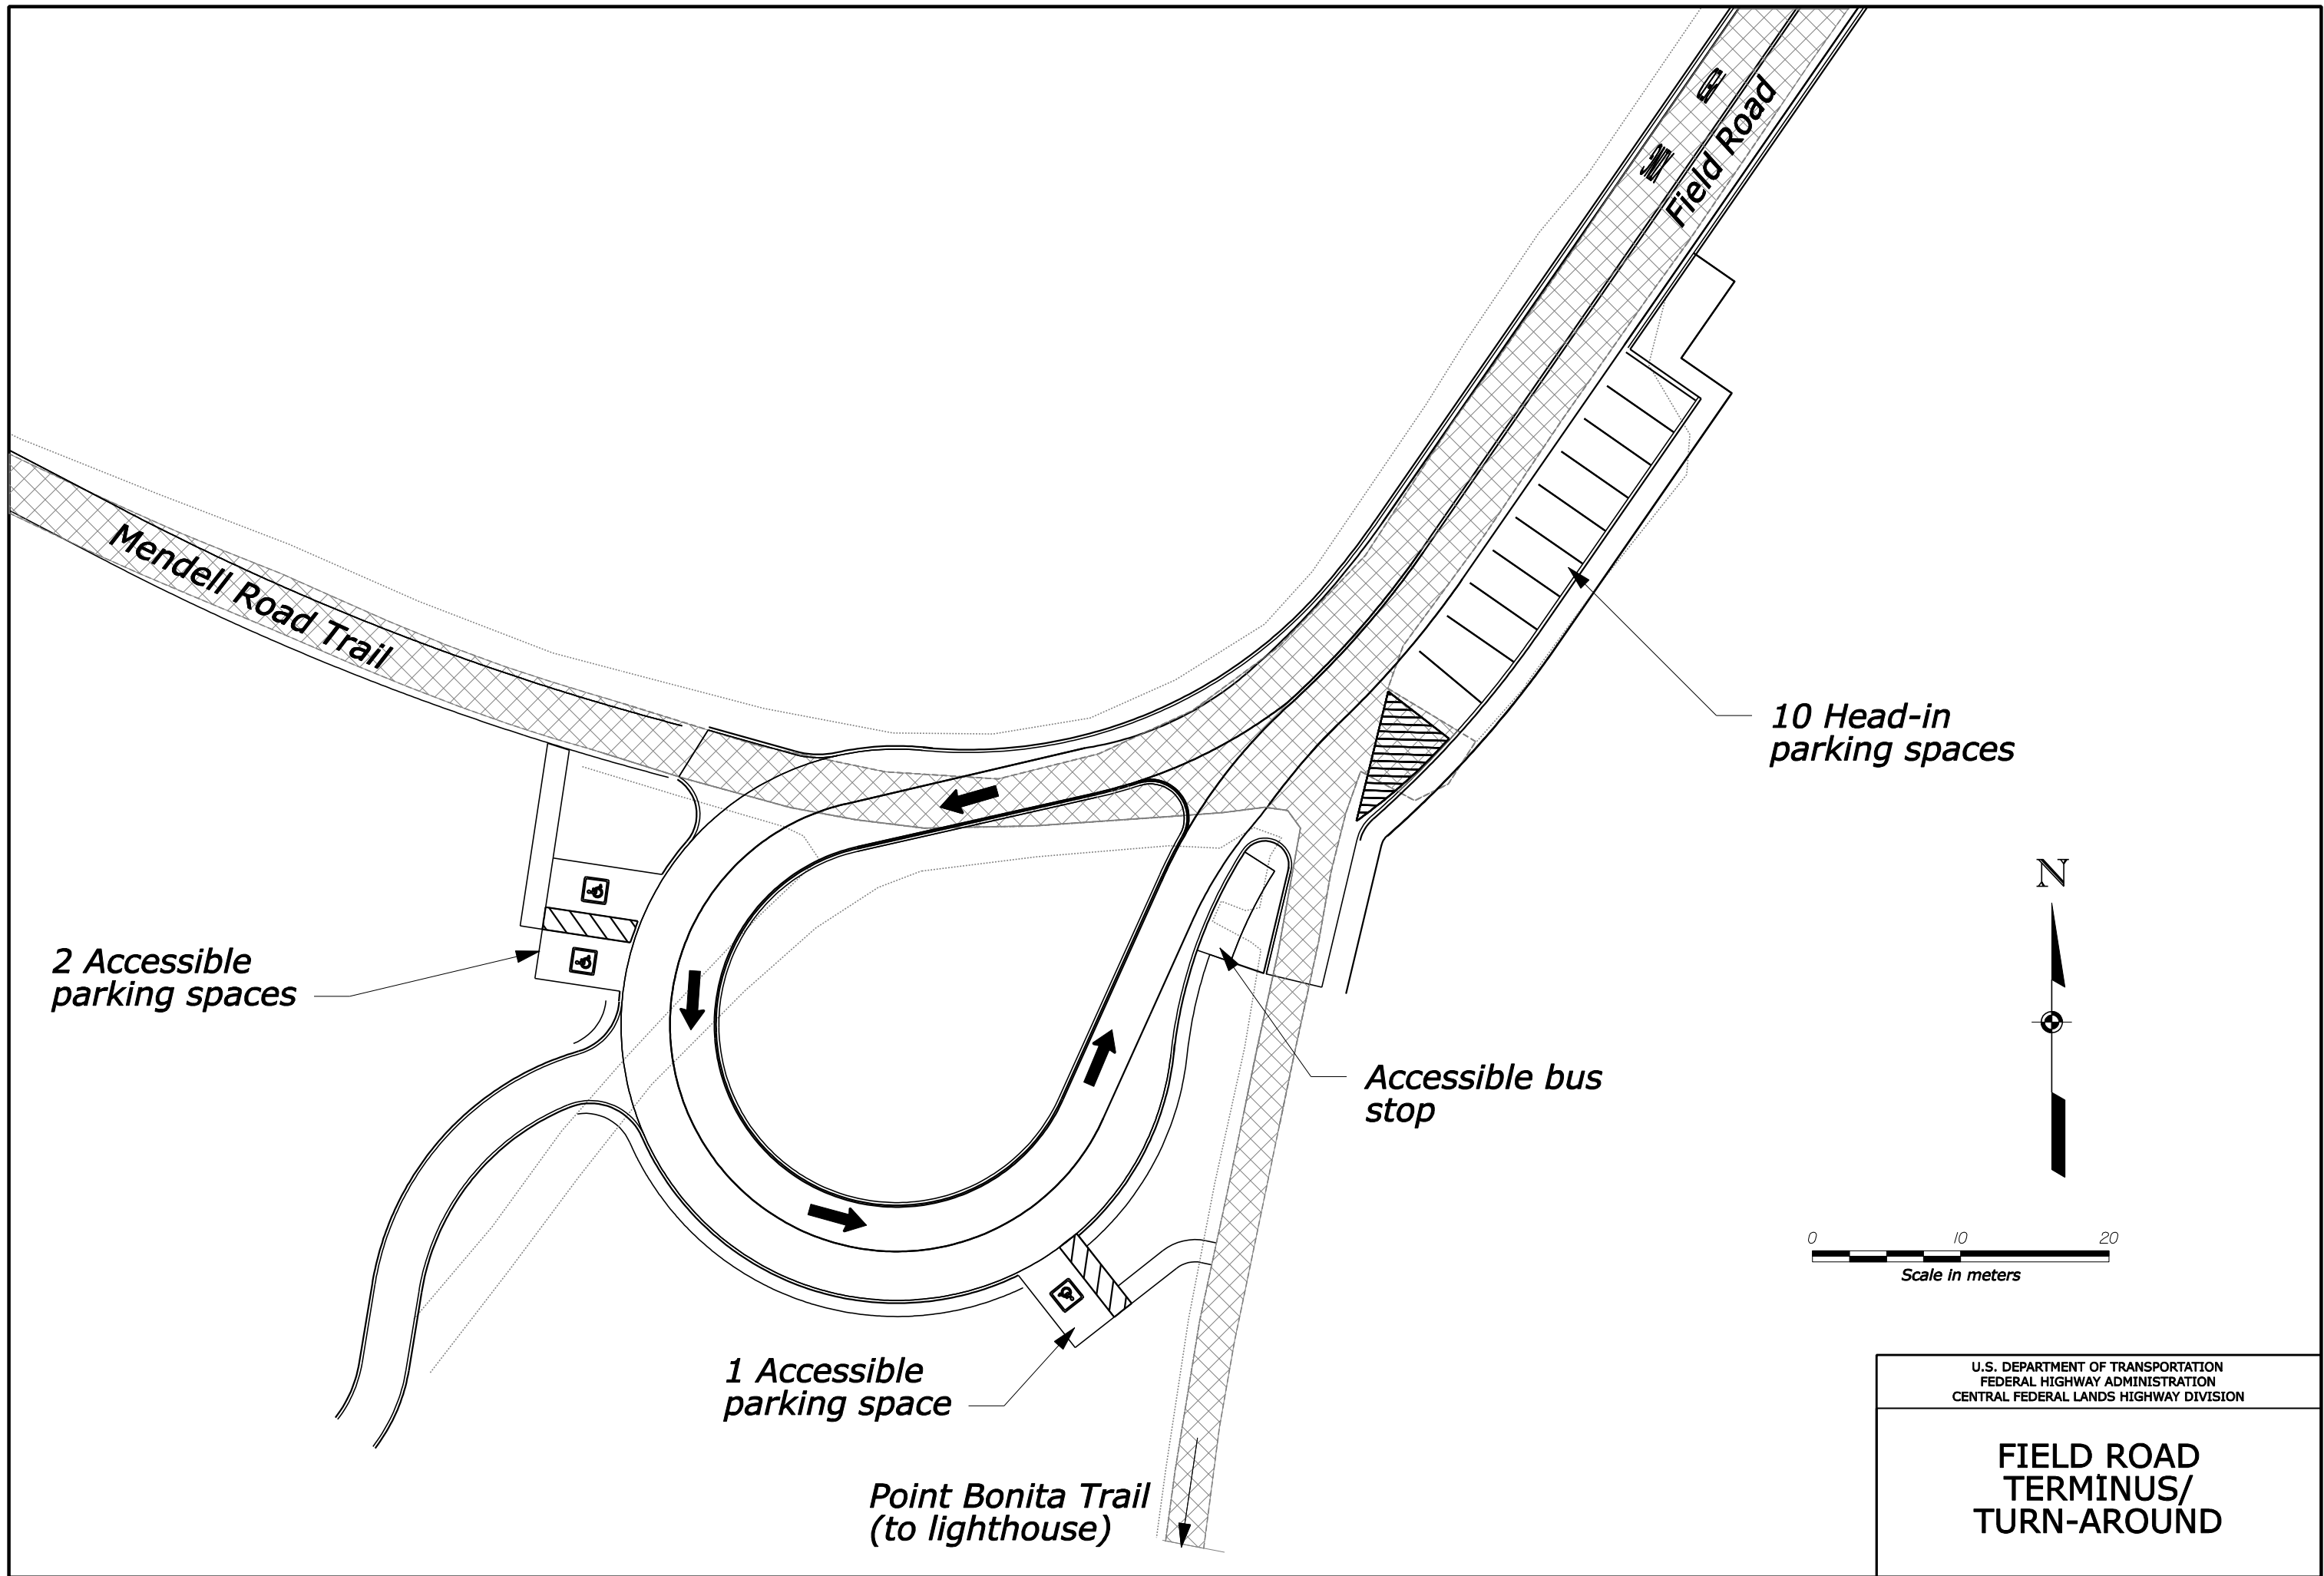 Field Road
Mendell Road Trail
10 Head-in
parking spaces
N
2 Accessible
parking spaces
Accessible bus
stop
0 10 20
Scale in meters
1 Accessible
parking space
Point Bonita Trail
(to lighthouse)
U.S. DEPARTMENT OF TRANSPORTATION
FEDERAL HIGHWAY ADMINISTRATION
CENTRAL FEDERAL LANDS HIGHWAY DIVISION
FIELD ROAD
TERMINUS/
TURN-AROUND